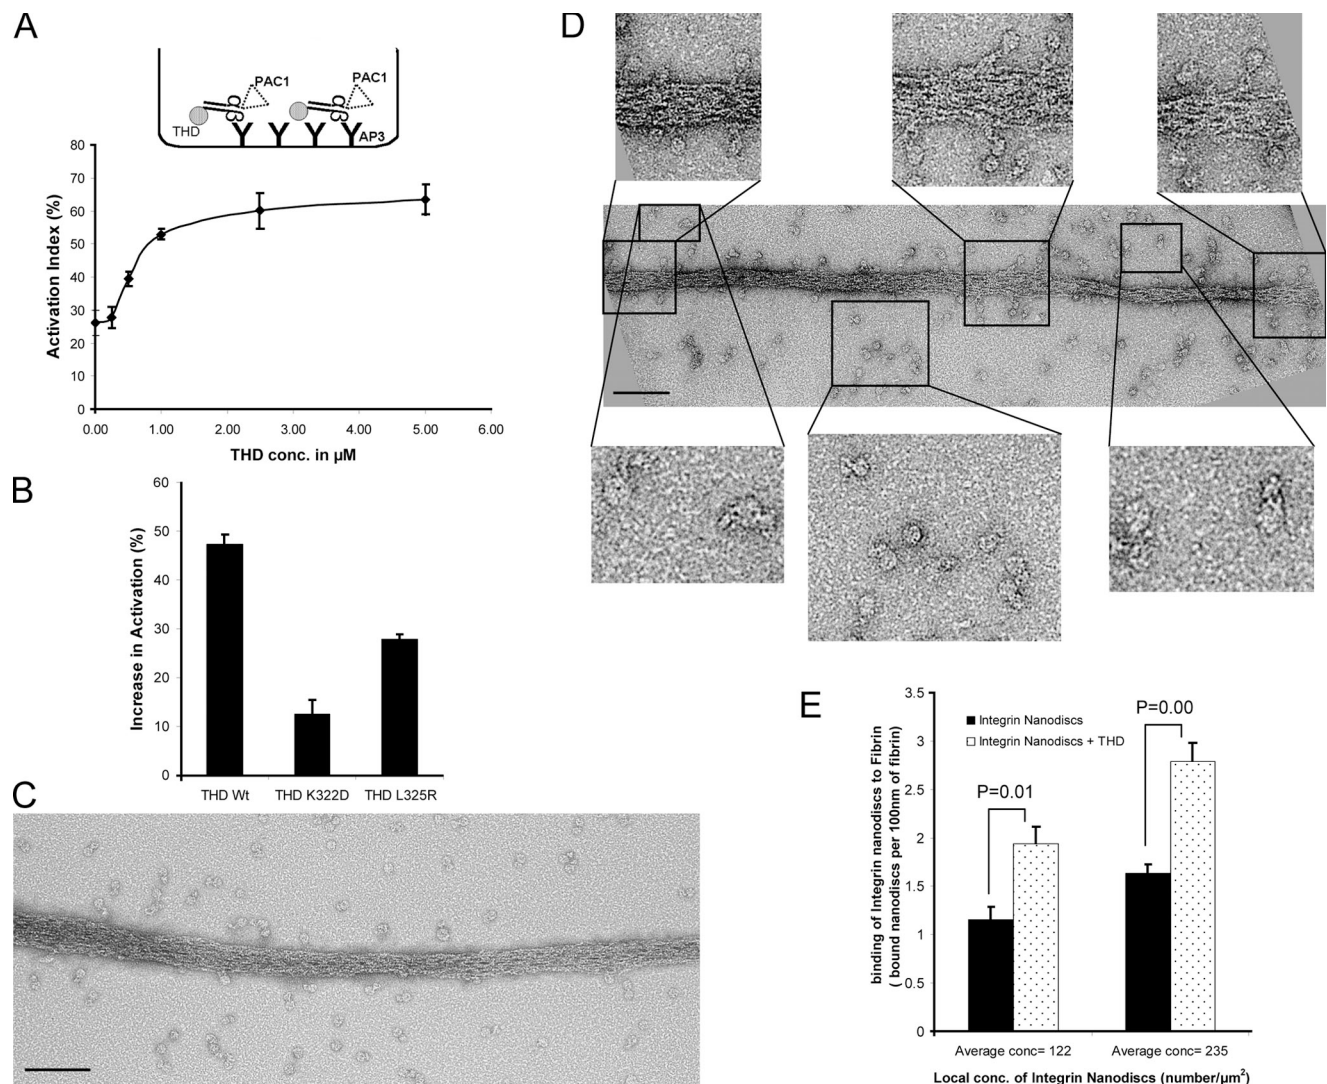 A
PAC1
PAC1
α
β3
α
β3
THD
AP3
Activation Index (%)
80
70
60
50
40
30
20
10
0
0.00
1.00
2.00
3.00
4.00
5.00
6.00
THD conc. in µM
B
Increase in Activation (%)
60
50
40
30
20
10
0
THD Wt
THD K322D
THD L325R
C
D
E
binding of Integrin nanodiscs to Fibrin
( bound nanodiscs per 100nm of fibrin)
3.5
3
2.5
2
1.5
1
0.5
0
Integrin Nanodiscs
Integrin Nanodiscs + THD
P=0.01
P=0.00
Average conc= 122
Average conc= 235
Local conc. of Integrin Nanodiscs (number/µm²)